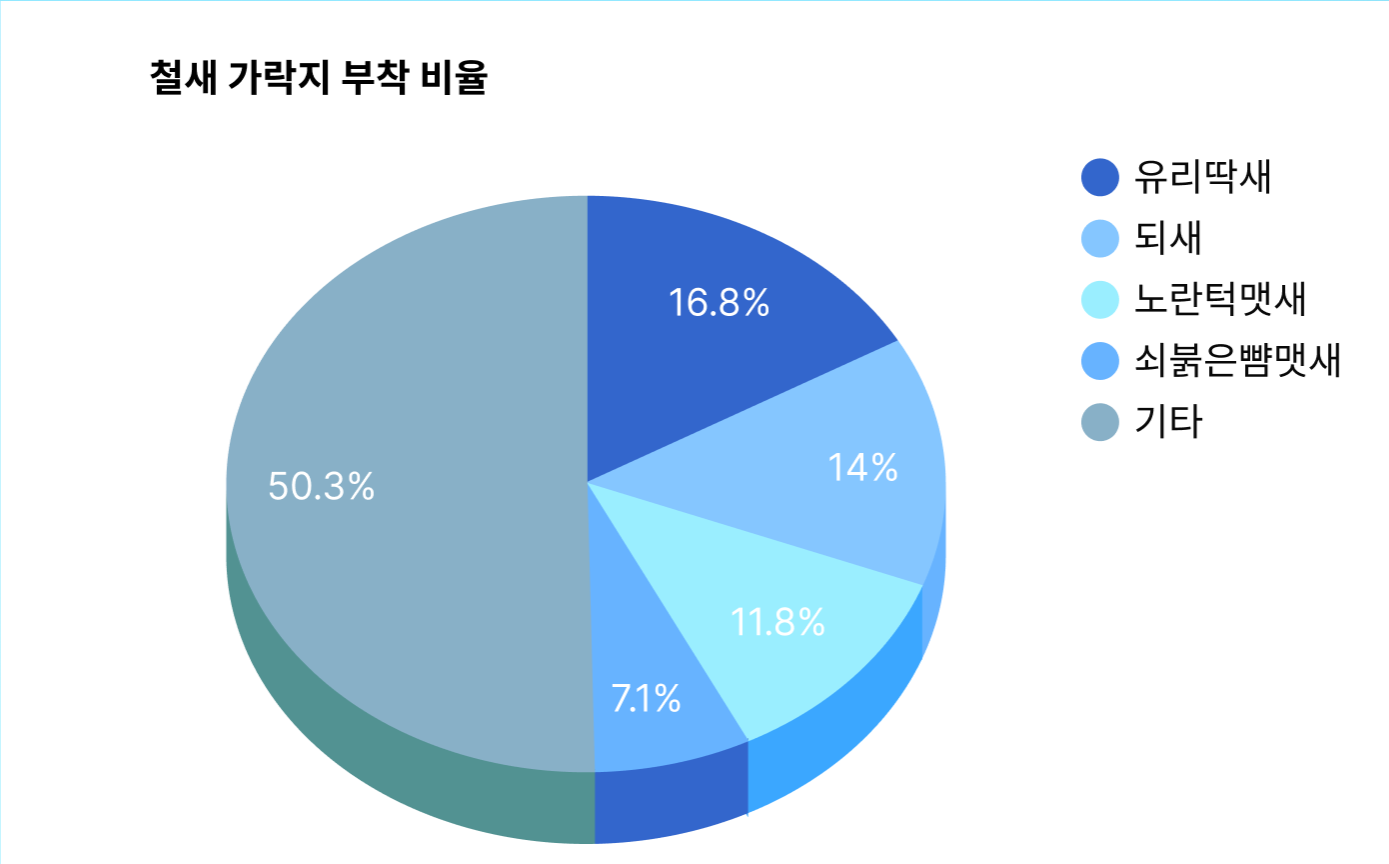 철새 가락지 부착 비율
유리딱새
되새
노란턱멧새
쇠붉은뺨멧새
기타
16.8%
14%
50.3%
11.8%
7.1%